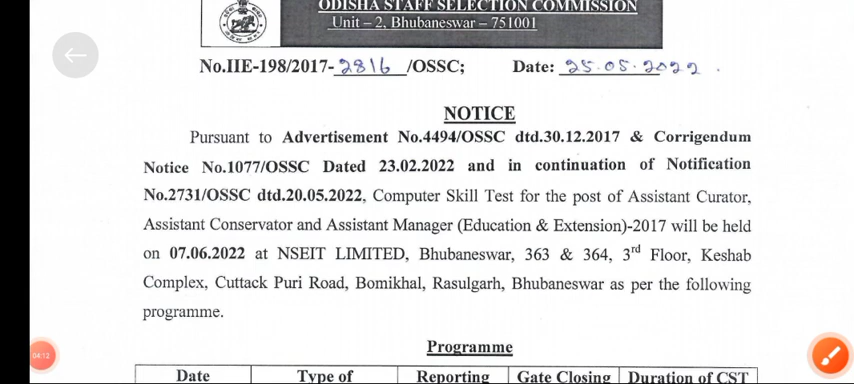 ODISHA STAFF SELECTION COMMISSION
Unit – 2, Bhubaneswar – 751001
No.IIE-198/2017-2816/OSSC; Date: 25.05.2022.
NOTICE
Pursuant to Advertisement No.4494/OSSC dtd.30.12.2017 & Corrigendum
Notice No.1077/OSSC Dated 23.02.2022 and in continuation of Notification
No.2731/OSSC dtd.20.05.2022, Computer Skill Test for the post of Assistant Curator,
Assistant Conservator and Assistant Manager (Education & Extension)-2017 will be held
on 07.06.2022 at NSEIT LIMITED, Bhubaneswar, 363 & 364, 3rd Floor, Keshab
Complex, Cuttack Puri Road, Bomikhal, Rasulgarh, Bhubaneswar as per the following
programme.
04:12
Programme
Date Type of Reporting Gate Closing Duration of CST